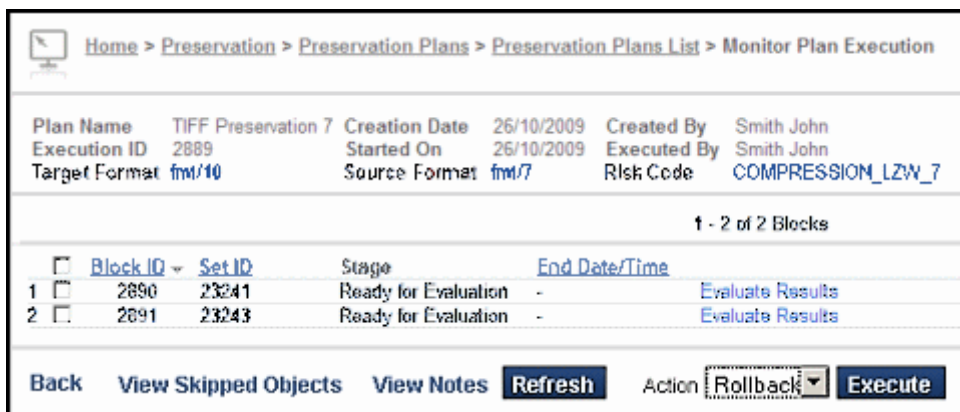 Home > Preservation > Preservation Plans > Preservation Plans List > Monitor Plan Execution
Plan Name TIFF Preservation 7 Creation Date 26/10/2009 Created By Smith John
Execution ID 2889 Started On 26/10/2009 Executed By Smith John
Target Format fmt/10 Source Format fmt/7 Risk Code COMPRESSION_LZW_7
1 - 2 of 2 Blocks
Block ID Set ID Stage End Date/Time
1 2890 23241 Ready for Evaluation - Evaluate Results
2 2891 23243 Ready for Evaluation - Evaluate Results
Back View Skipped Objects View Notes Refresh Action Rollback Execute